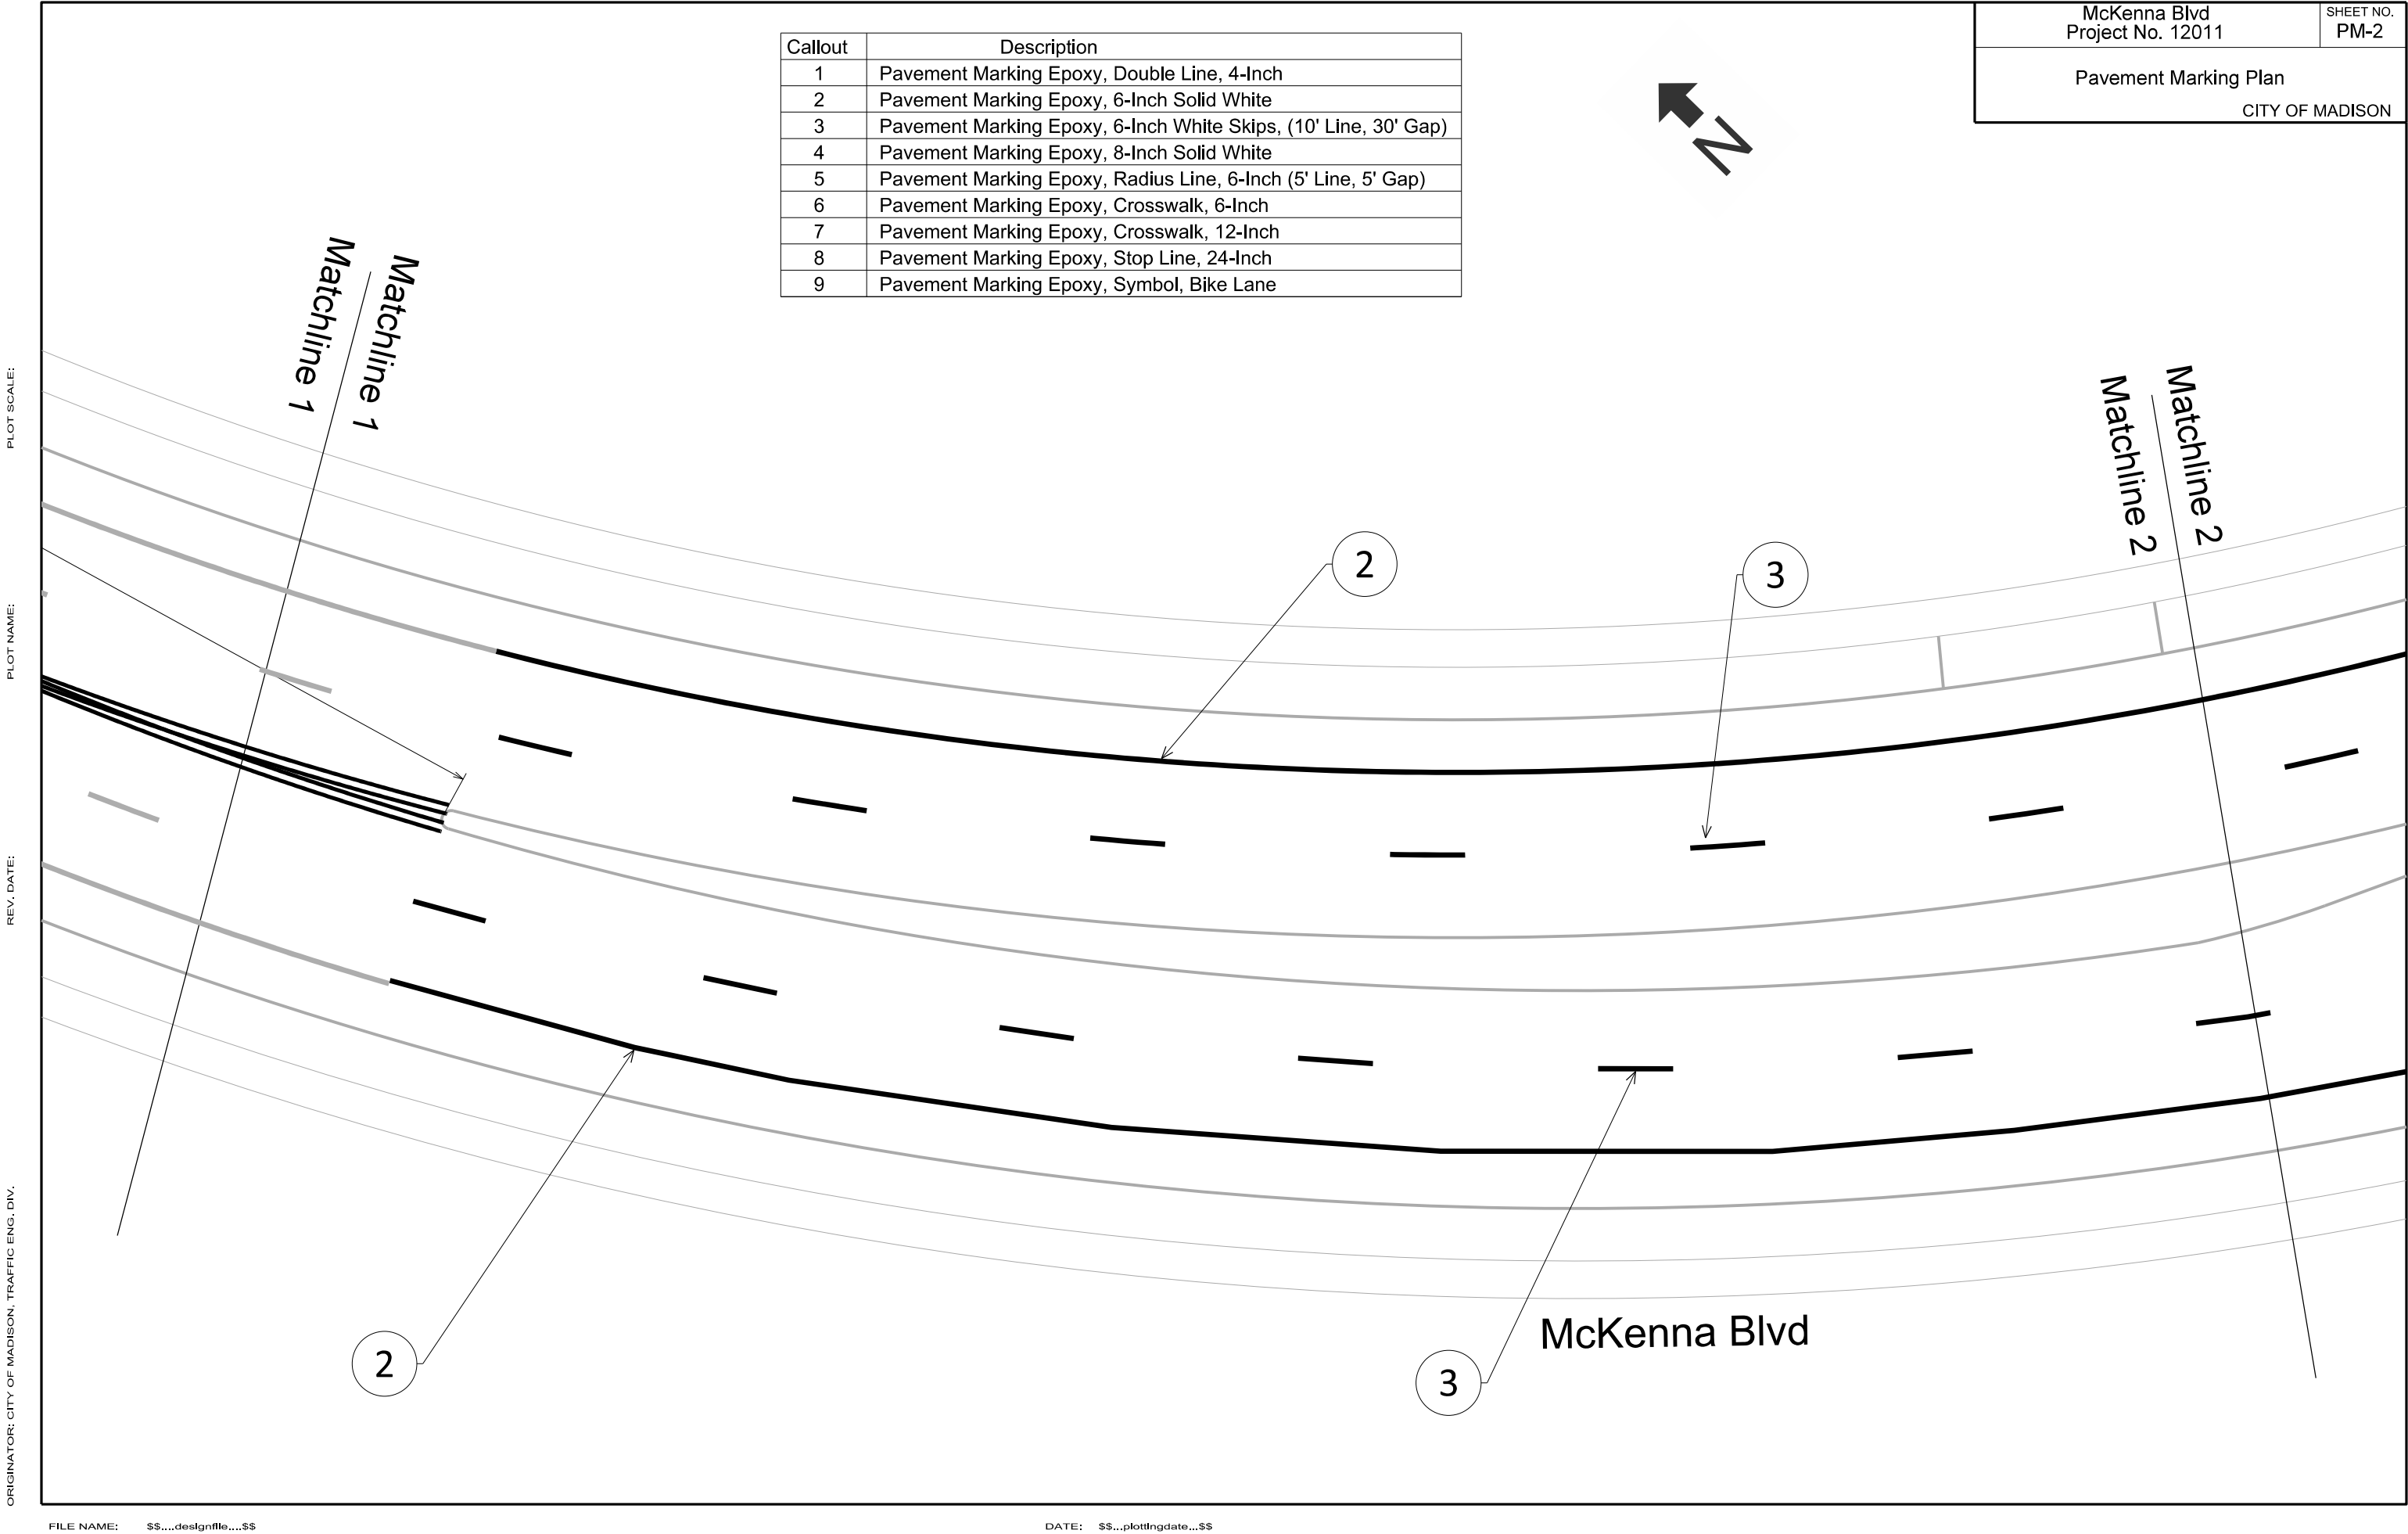 McKenna Blvd
Project No. 12011
SHEET NO.
PM-2
Pavement Marking Plan
CITY OF MADISON
Callout Description
1 Pavement Marking Epoxy, Double Line, 4-Inch
2 Pavement Marking Epoxy, 6-Inch Solid White
3 Pavement Marking Epoxy, 6-Inch White Skips, (10' Line, 30' Gap)
4 Pavement Marking Epoxy, 8-Inch Solid White
5 Pavement Marking Epoxy, Radius Line, 6-Inch (5' Line, 5' Gap)
6 Pavement Marking Epoxy, Crosswalk, 6-Inch
7 Pavement Marking Epoxy, Crosswalk, 12-Inch
8 Pavement Marking Epoxy, Stop Line, 24-Inch
9 Pavement Marking Epoxy, Symbol, Bike Lane
N
Matchline 1
Matchline 1
Matchline 2
Matchline 2
2
3
2
3
McKenna Blvd
PLOT SCALE:
PLOT NAME:
REV. DATE:
ORIGINATOR: CITY OF MADISON, TRAFFIC ENG. DIV.
FILE NAME: $$....designfile....$$
DATE: $$...plottingdate...$$